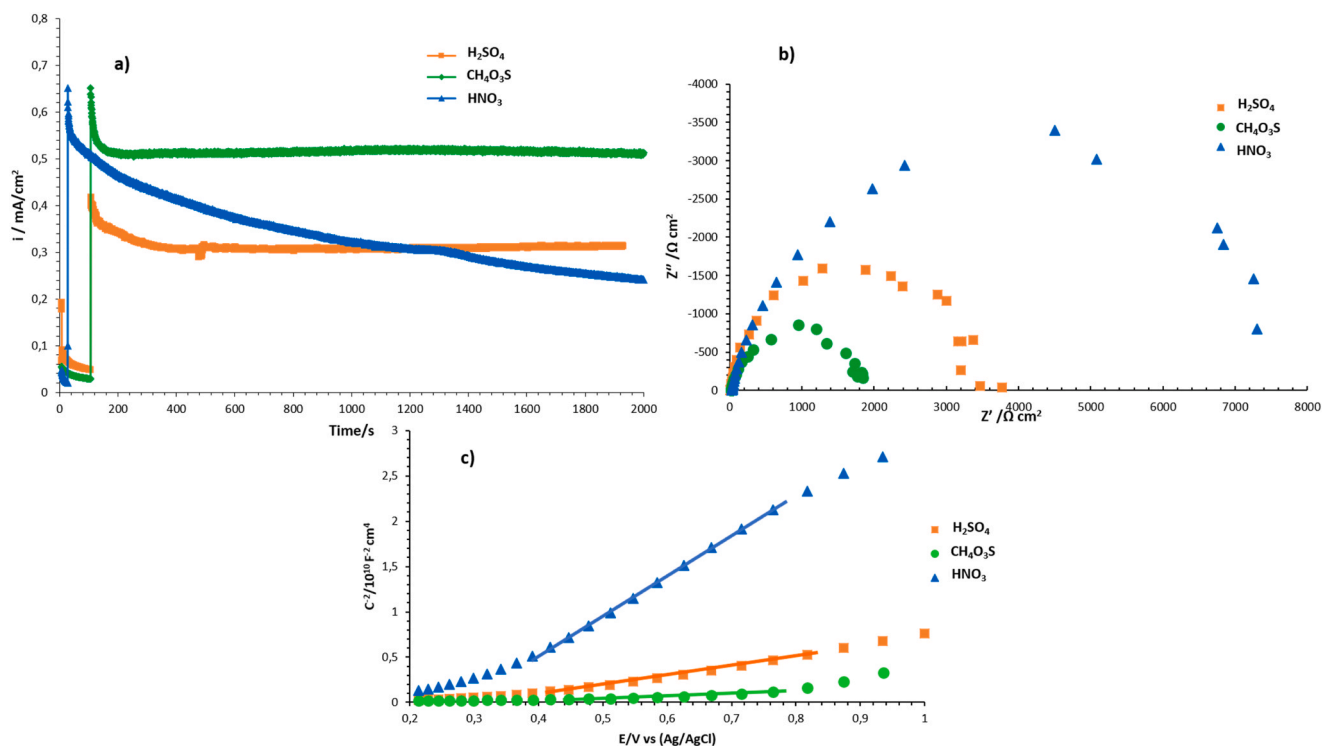 a)
i / mA/cm²
0,8
0,7
0,6
0,5
0,4
0,3
0,2
0,1
0
0 200 400 600 800 1000 1200 1400 1600 1800 2000
Time/s
H₂SO₄
CH₄O₃S
HNO₃
b)
Z′′ /Ω cm²
-4000
-3500
-3000
-2500
-2000
-1500
-1000
-500
0
0 1000 2000 3000 4000 5000 6000 7000 8000
Z′ /Ω cm²
H₂SO₄
CH₄O₃S
HNO₃
c)
C⁻²/10¹⁰ F⁻² cm⁴
3
2,5
2
1,5
1
0,5
0
0,2 0,3 0,4 0,5 0,6 0,7 0,8 0,9 1
E/V vs (Ag/AgCl)
H₂SO₄
CH₄O₃S
HNO₃